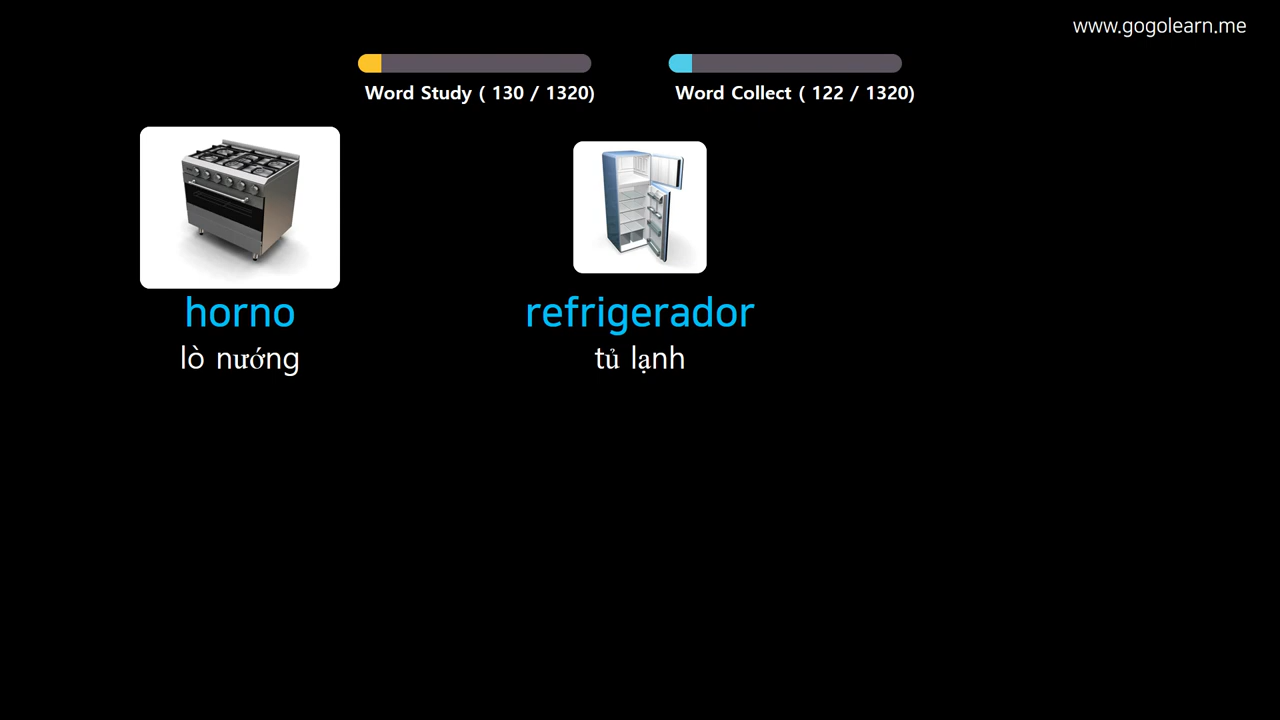 www.gogolearn.me
Word Study ( 130 / 1320)
Word Collect ( 122 / 1320)
horno
lò nướng
refrigerador
tủ lạnh